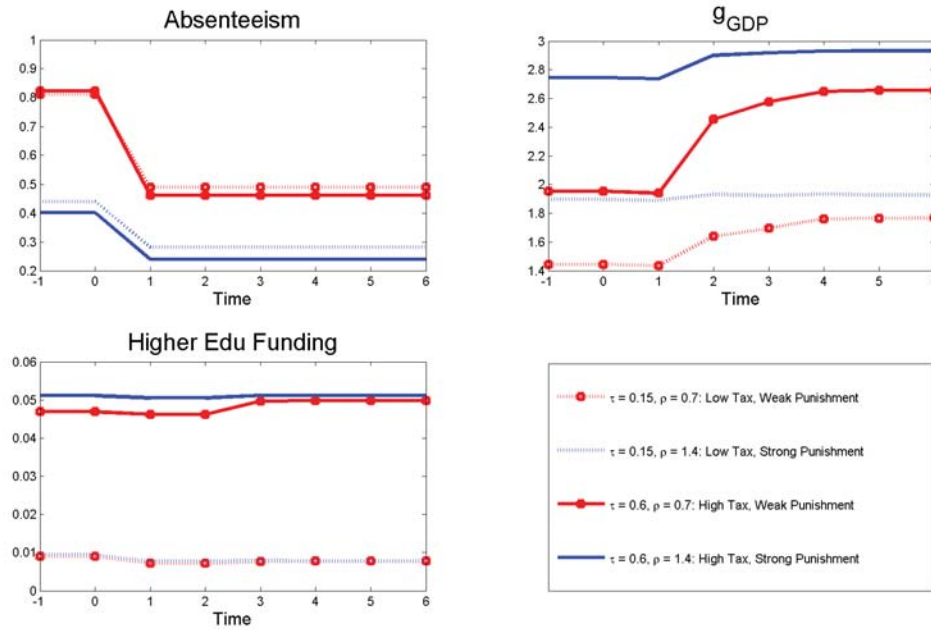 Absenteeism
1
0.9
0.8
0.7
0.6
0.5
0.4
0.3
0.2
-1 0 1 2 3 4 5 6
Time
gGDP
3
2.8
2.6
2.4
2.2
2
1.8
1.6
1.4
-1 0 1 2 3 4 5
Time
Higher Edu Funding
0.06
0.05
0.04
0.03
0.02
0.01
0
-1 0 1 2 3 4 5 6
Time
τ = 0.15, ρ = 0.7: Low Tax, Weak Punishment
τ = 0.15, ρ = 1.4: Low Tax, Strong Punishment
τ = 0.6, ρ = 0.7: High Tax, Weak Punishment
τ = 0.6, ρ = 1.4: High Tax, Strong Punishment